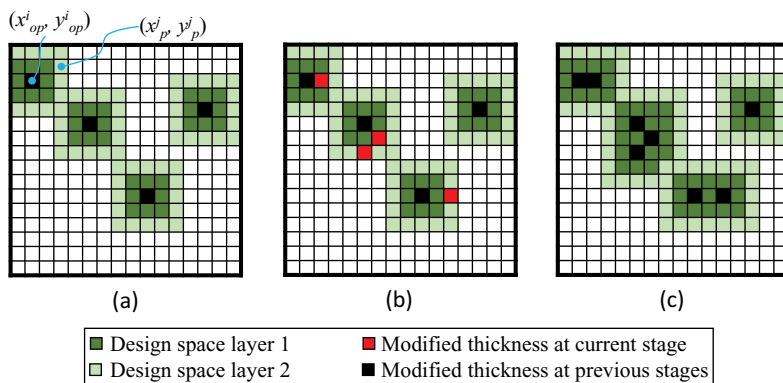 (x^i_op, y^i_op) (x^j_p, y^j_p)
(a) (b) (c)
Design space layer 1 Modified thickness at current stage
Design space layer 2 Modified thickness at previous stages